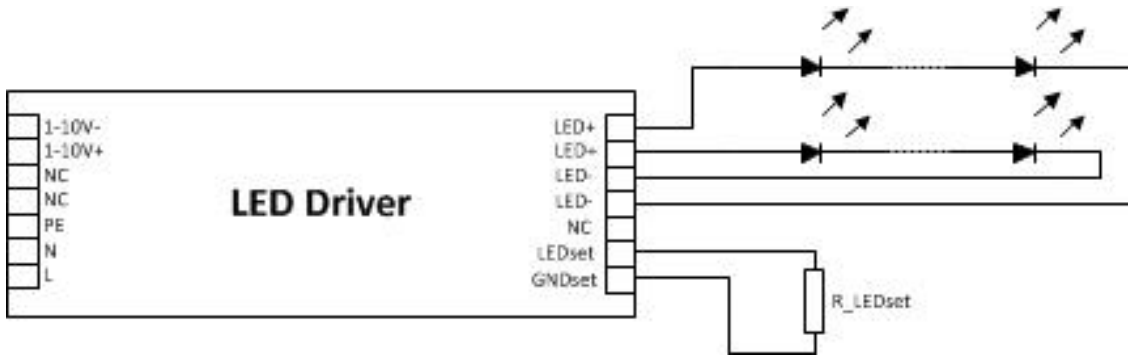 1-10V-
1-10V+
NC
NC
PE
N
L
LED Driver
LED+
LED+
LED-
LED-
NC
LEDset
GNDset
R_LEDset